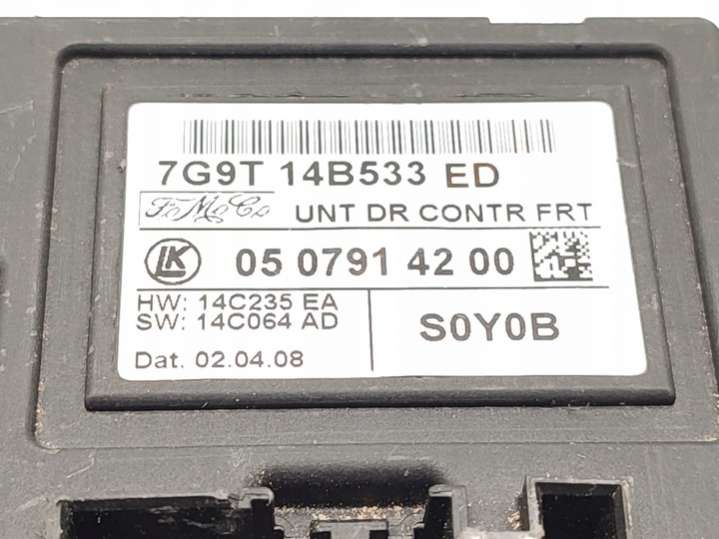 7G9T 14B533 ED
FoMoCo UNT DR CONTR FRT
LK 05 0791 42 00
HW: 14C235 EA
SW: 14C064 AD
S0Y0B
Dat. 02.04.08